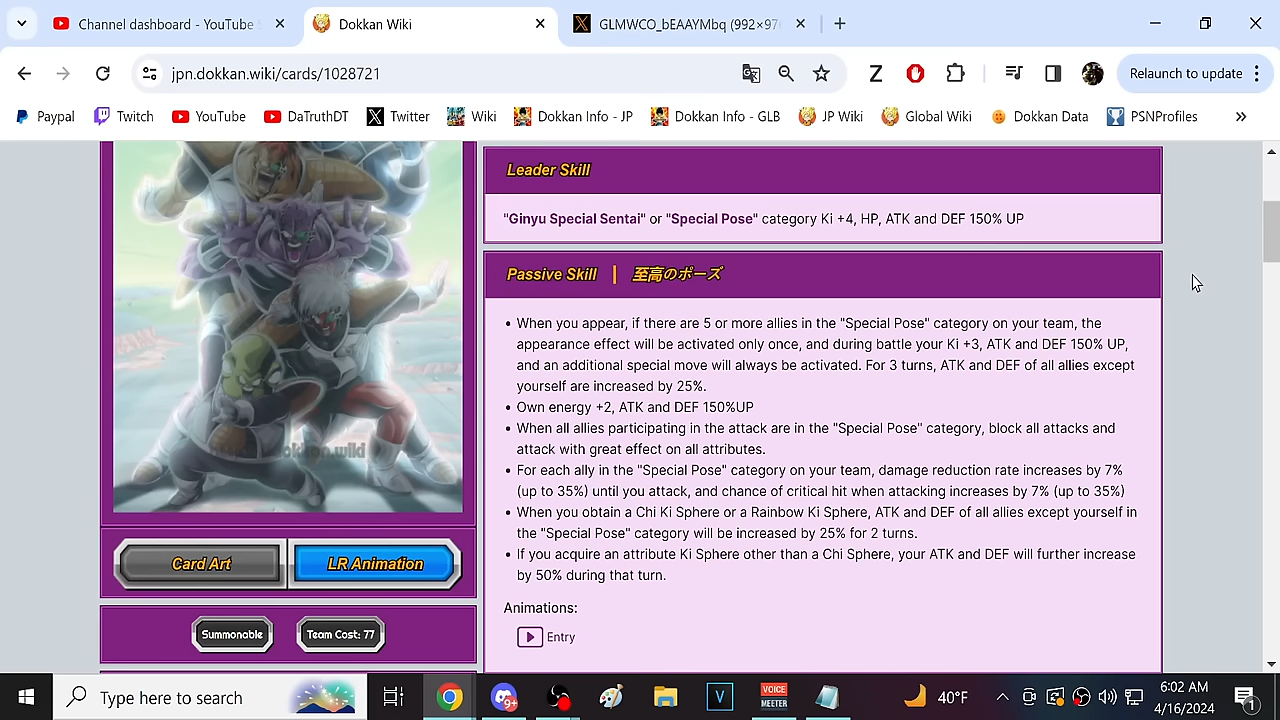 Channel dashboard - YouTube S
Dokkan Wiki
GLMWCO_bEAAYMbq (992×97
jpn.dokkan.wiki/cards/1028721
Relaunch to update
Paypal
Twitch
YouTube
DaTruthDT
Twitter
Wiki
Dokkan Info - JP
Dokkan Info - GLB
JP Wiki
Global Wiki
Dokkan Data
PSNProfiles
Leader Skill
"Ginyu Special Sentai" or "Special Pose" category Ki +4, HP, ATK and DEF 150% UP
Passive Skill | 至高のポーズ
• When you appear, if there are 5 or more allies in the "Special Pose" category on your team, the
appearance effect will be activated only once, and during battle your Ki +3, ATK and DEF 150% UP,
and an additional special move will always be activated. For 3 turns, ATK and DEF of all allies except
yourself are increased by 25%.
• Own energy +2, ATK and DEF 150%UP
• When all allies participating in the attack are in the "Special Pose" category, block all attacks and
attack with great effect on all attributes.
• For each ally in the "Special Pose" category on your team, damage reduction rate increases by 7%
(up to 35%) until you attack, and chance of critical hit when attacking increases by 7% (up to 35%)
• When you obtain a Chi Ki Sphere or a Rainbow Ki Sphere, ATK and DEF of all allies except yourself in
the "Special Pose" category will be increased by 25% for 2 turns.
• If you acquire an attribute Ki Sphere other than a Chi Sphere, your ATK and DEF will further increase
by 50% during that turn.
Animations:
Entry
Card Art
LR Animation
Summonable
Team Cost: 77
Type here to search
9+
V
VOICE
MEETER
40°F
6:02 AM
4/16/2024
1